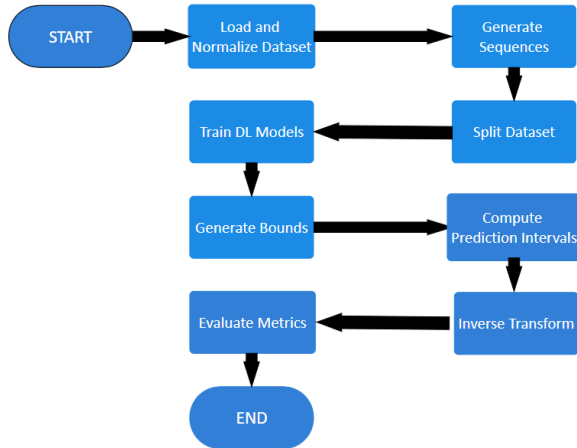 START
Load and
Normalize Dataset
Generate
Sequences
Split Dataset
Train DL Models
Generate Bounds
Compute
Prediction Intervals
Inverse Transform
Evaluate Metrics
END